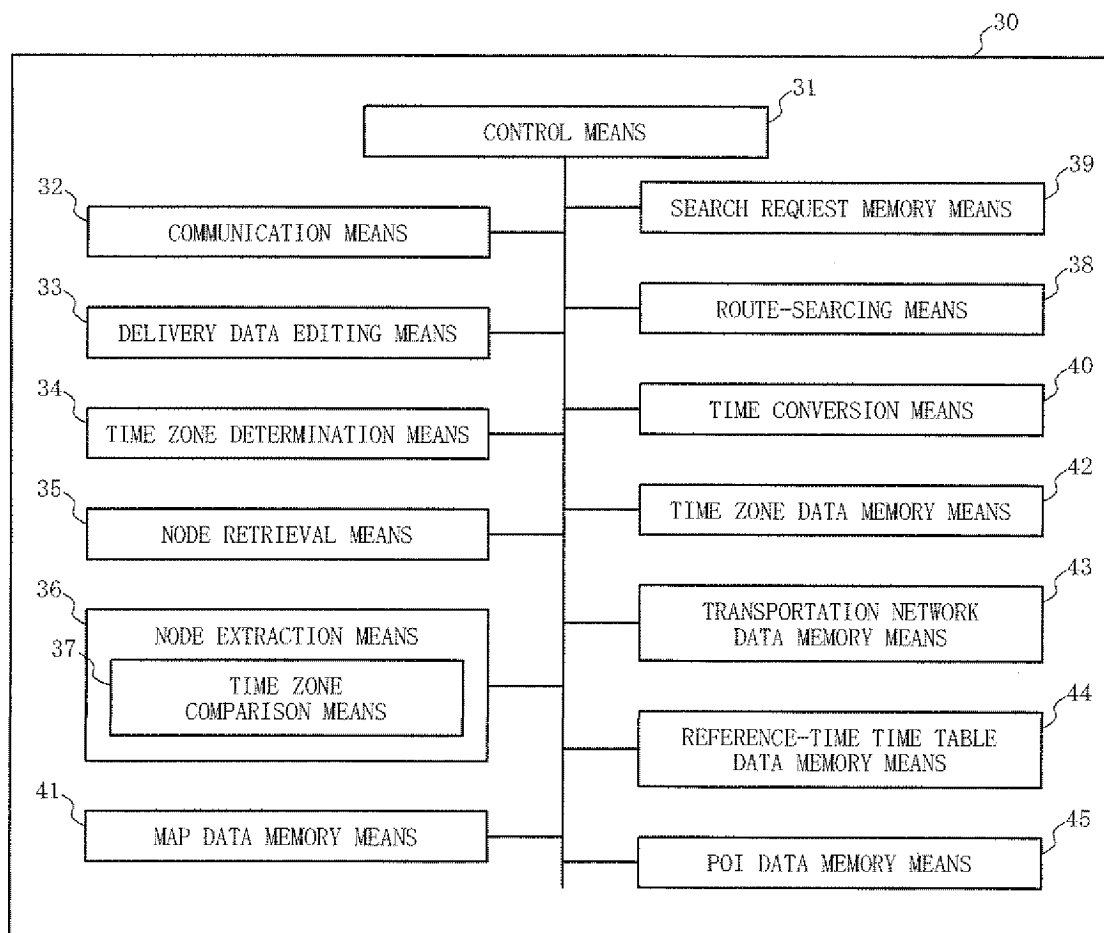 30
31
CONTROL MEANS
32
COMMUNICATION MEANS
39
SEARCH REQUEST MEMORY MEANS
33
DELIVERY DATA EDITING MEANS
38
ROUTE-SEARCING MEANS
34
TIME ZONE DETERMINATION MEANS
40
TIME CONVERSION MEANS
35
NODE RETRIEVAL MEANS
42
TIME ZONE DATA MEMORY MEANS
36
NODE EXTRACTION MEANS
37
TIME ZONE
COMPARISON MEANS
43
TRANSPORTATION NETWORK
DATA MEMORY MEANS
44
REFERENCE-TIME TIME TABLE
DATA MEMORY MEANS
41
MAP DATA MEMORY MEANS
45
POI DATA MEMORY MEANS